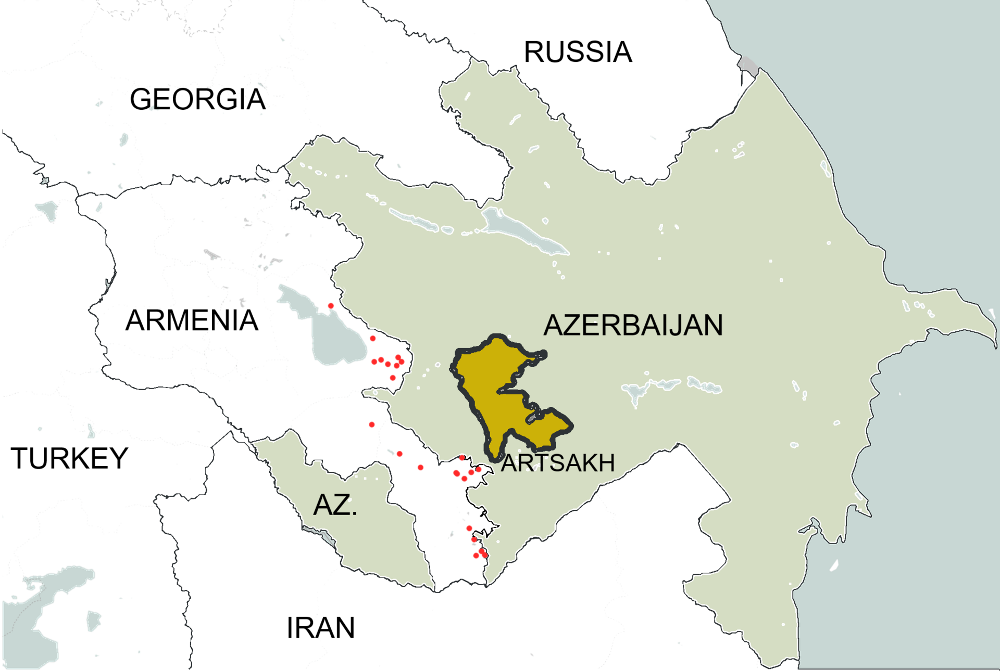 RUSSIA
GEORGIA
ARMENIA
AZERBAIJAN
TURKEY
ARTSAKH
AZ.
IRAN